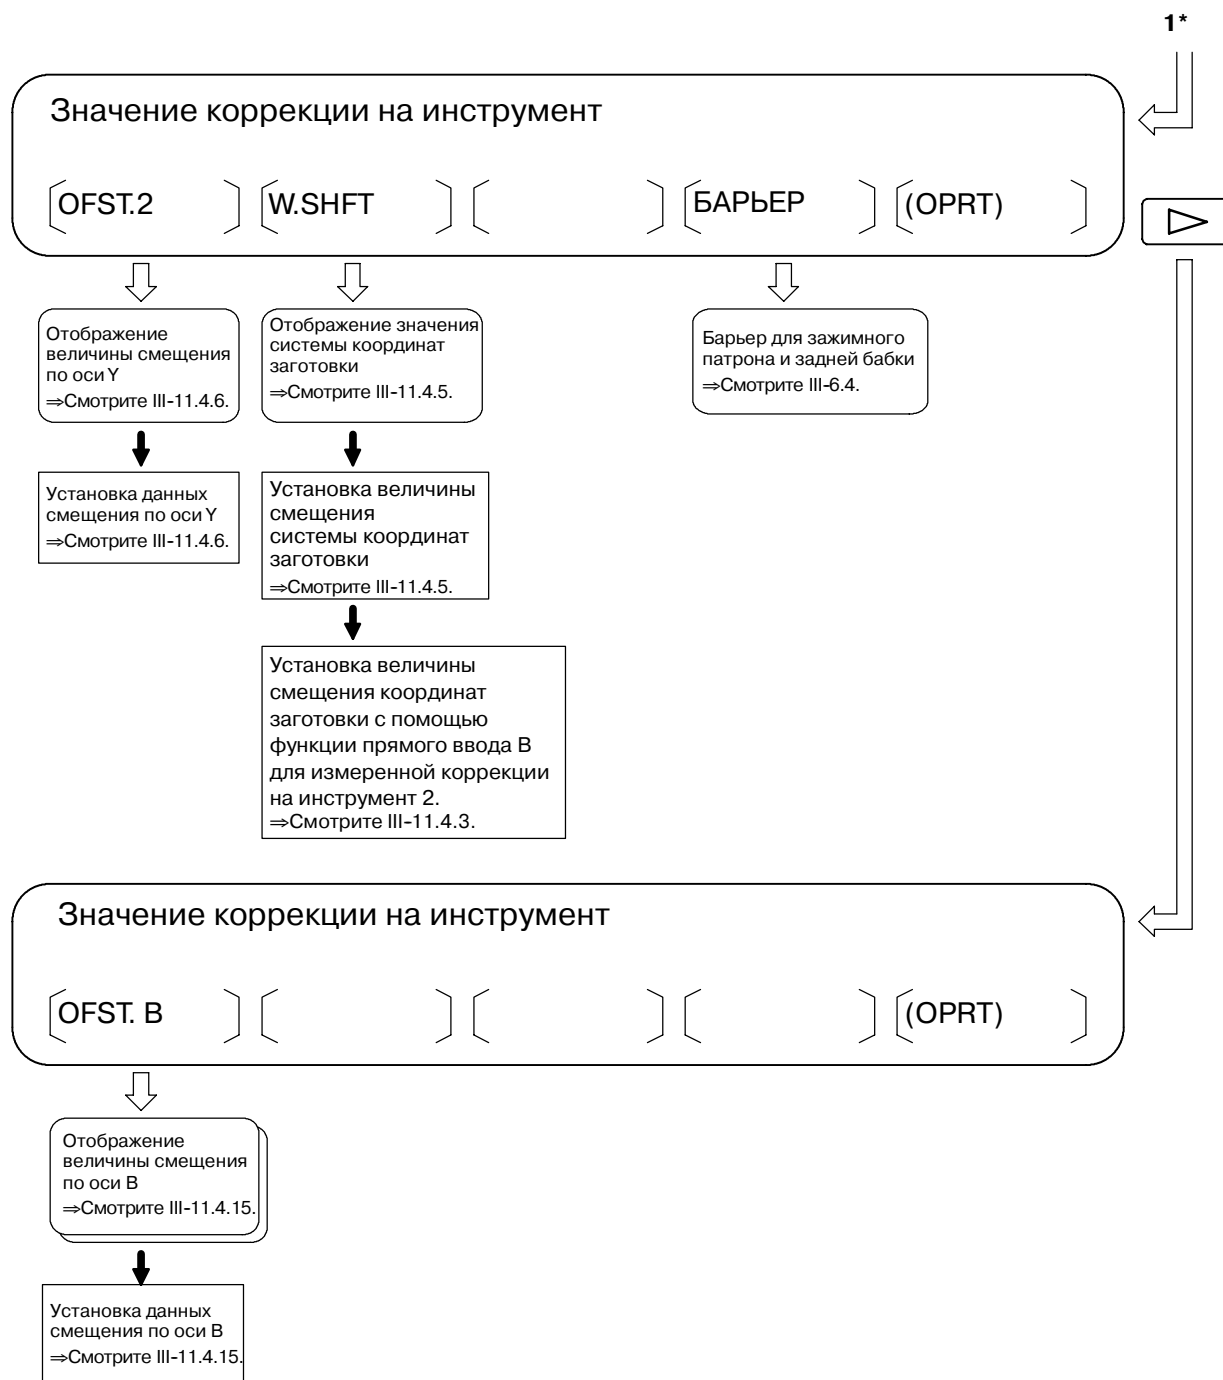 1*
Значение коррекции на инструмент
[OFST.2] [W.SHFT] [ ] [БАРЬЕР] [(OPRT)]
Отображение
величины смещения
по оси Y
⇒Смотрите III-11.4.6.
Отображение значения
системы координат
заготовки
⇒Смотрите III-11.4.5.
Барьер для зажимного
патрона и задней бабки
⇒Смотрите III-6.4.
Установка данных
смещения по оси Y
⇒Смотрите III-11.4.6.
Установка величины
смещения
системы координат
заготовки
⇒Смотрите III-11.4.5.
Установка величины
смещения координат
заготовки с помощью
функции прямого ввода В
для измеренной коррекции
на инструмент 2.
⇒Смотрите III-11.4.3.
Значение коррекции на инструмент
[OFST. B] [ ] [ ] [ ] [(OPRT)]
Отображение
величины смещения
по оси B
⇒Смотрите III-11.4.15.
Установка данных
смещения по оси B
⇒Смотрите III-11.4.15.